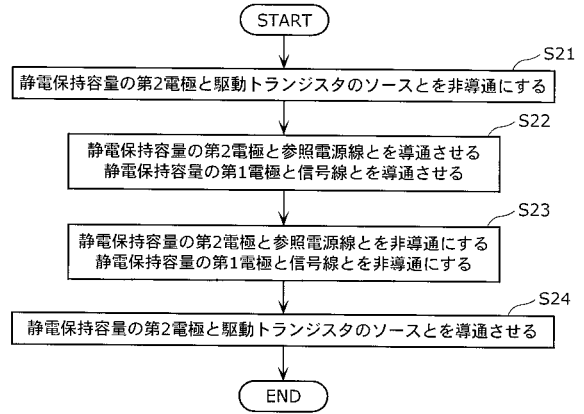 START
S21
静電保持容量の第2電極と駆動トランジスタのソースとを非導通にする
S22
静電保持容量の第2電極と参照電源線とを導通させる
静電保持容量の第1電極と信号線とを導通させる
S23
静電保持容量の第2電極と参照電源線とを非導通にする
静電保持容量の第1電極と信号線とを非導通にする
S24
静電保持容量の第2電極と駆動トランジスタのソースとを導通させる
END